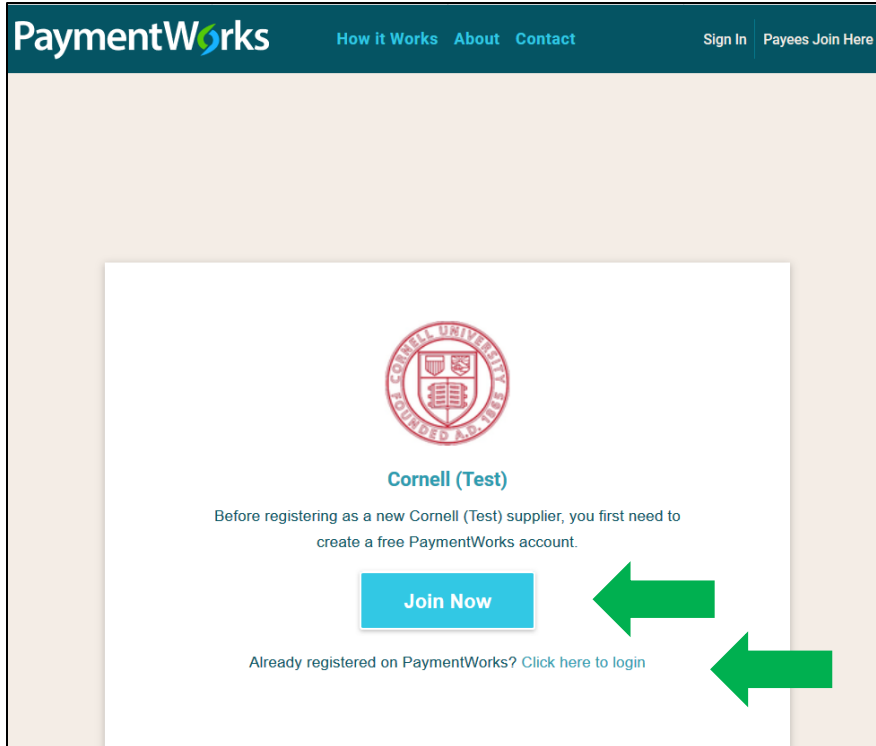 PaymentWorks How it Works About Contact Sign In Payees Join Here
CORNELL UNIVERSITY
FOUNDED A.D. 1865
Cornell (Test)
Before registering as a new Cornell (Test) supplier, you first need to
create a free PaymentWorks account.
Join Now
Already registered on PaymentWorks? Click here to login